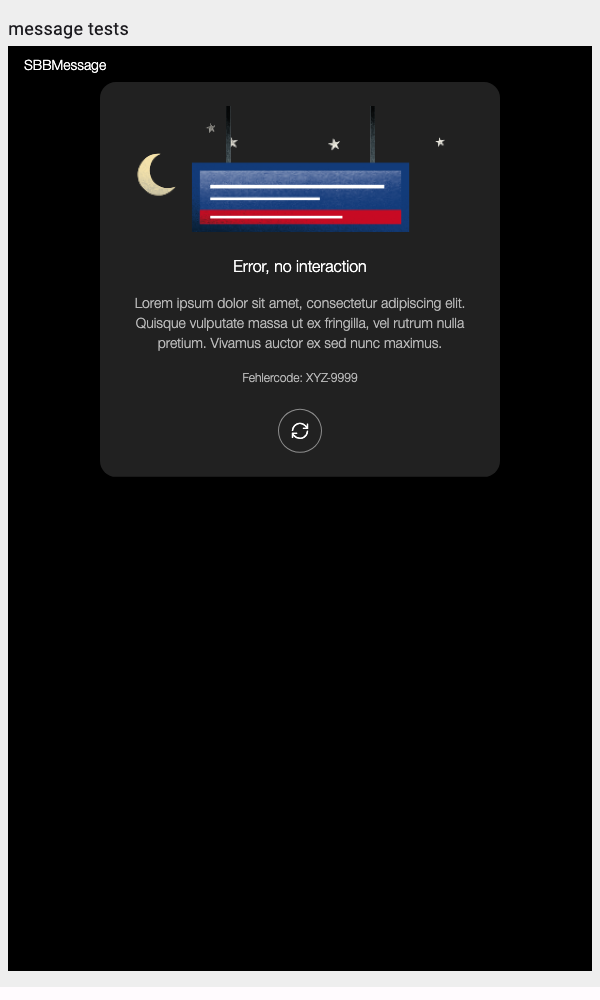 message tests
SBBMessage
Error, no interaction
Lorem ipsum dolor sit amet, consectetur adipiscing elit.
Quisque vulputate massa ut ex fringilla, vel rutrum nulla
pretium. Vivamus auctor ex sed nunc maximus.
Fehlercode: XYZ-9999